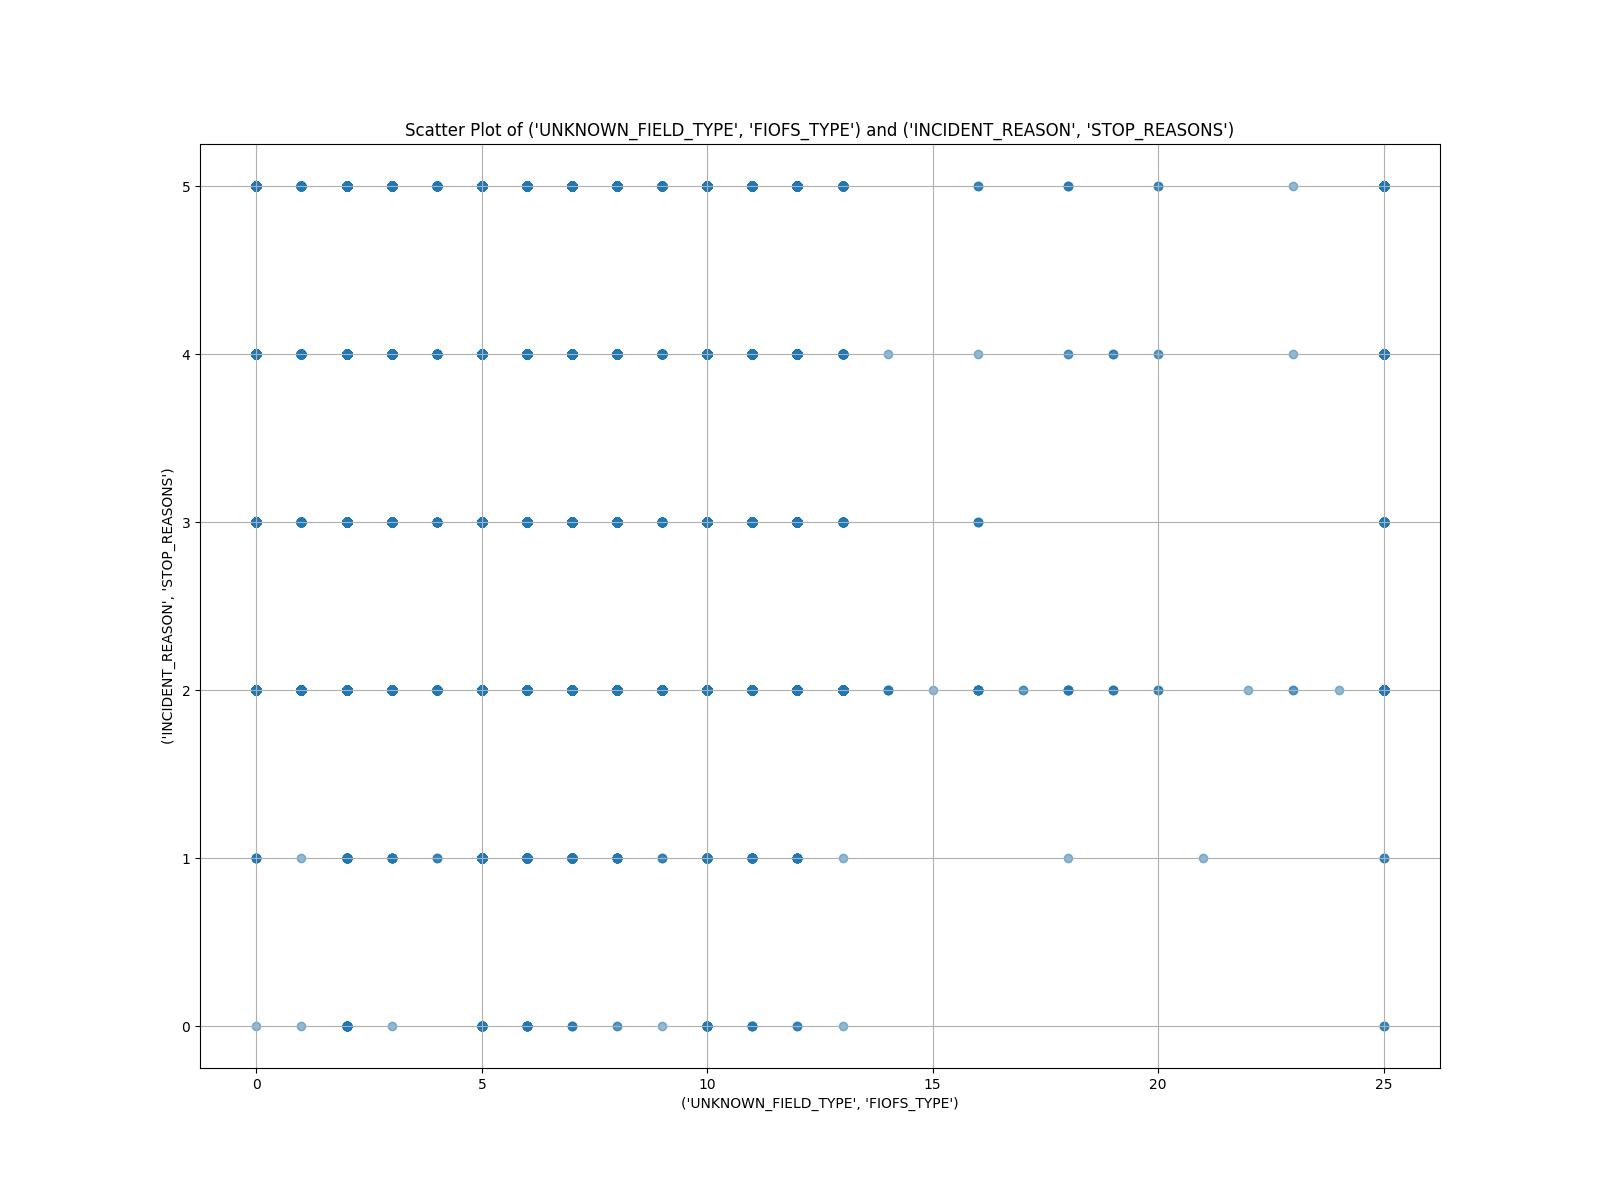 Scatter Plot of ('UNKNOWN_FIELD_TYPE', 'FIOFS_TYPE') and ('INCIDENT_REASON', 'STOP_REASONS')
('INCIDENT_REASON', 'STOP_REASONS')
5
4
3
2
1
0
0 5 10 15 20 25
('UNKNOWN_FIELD_TYPE', 'FIOFS_TYPE')